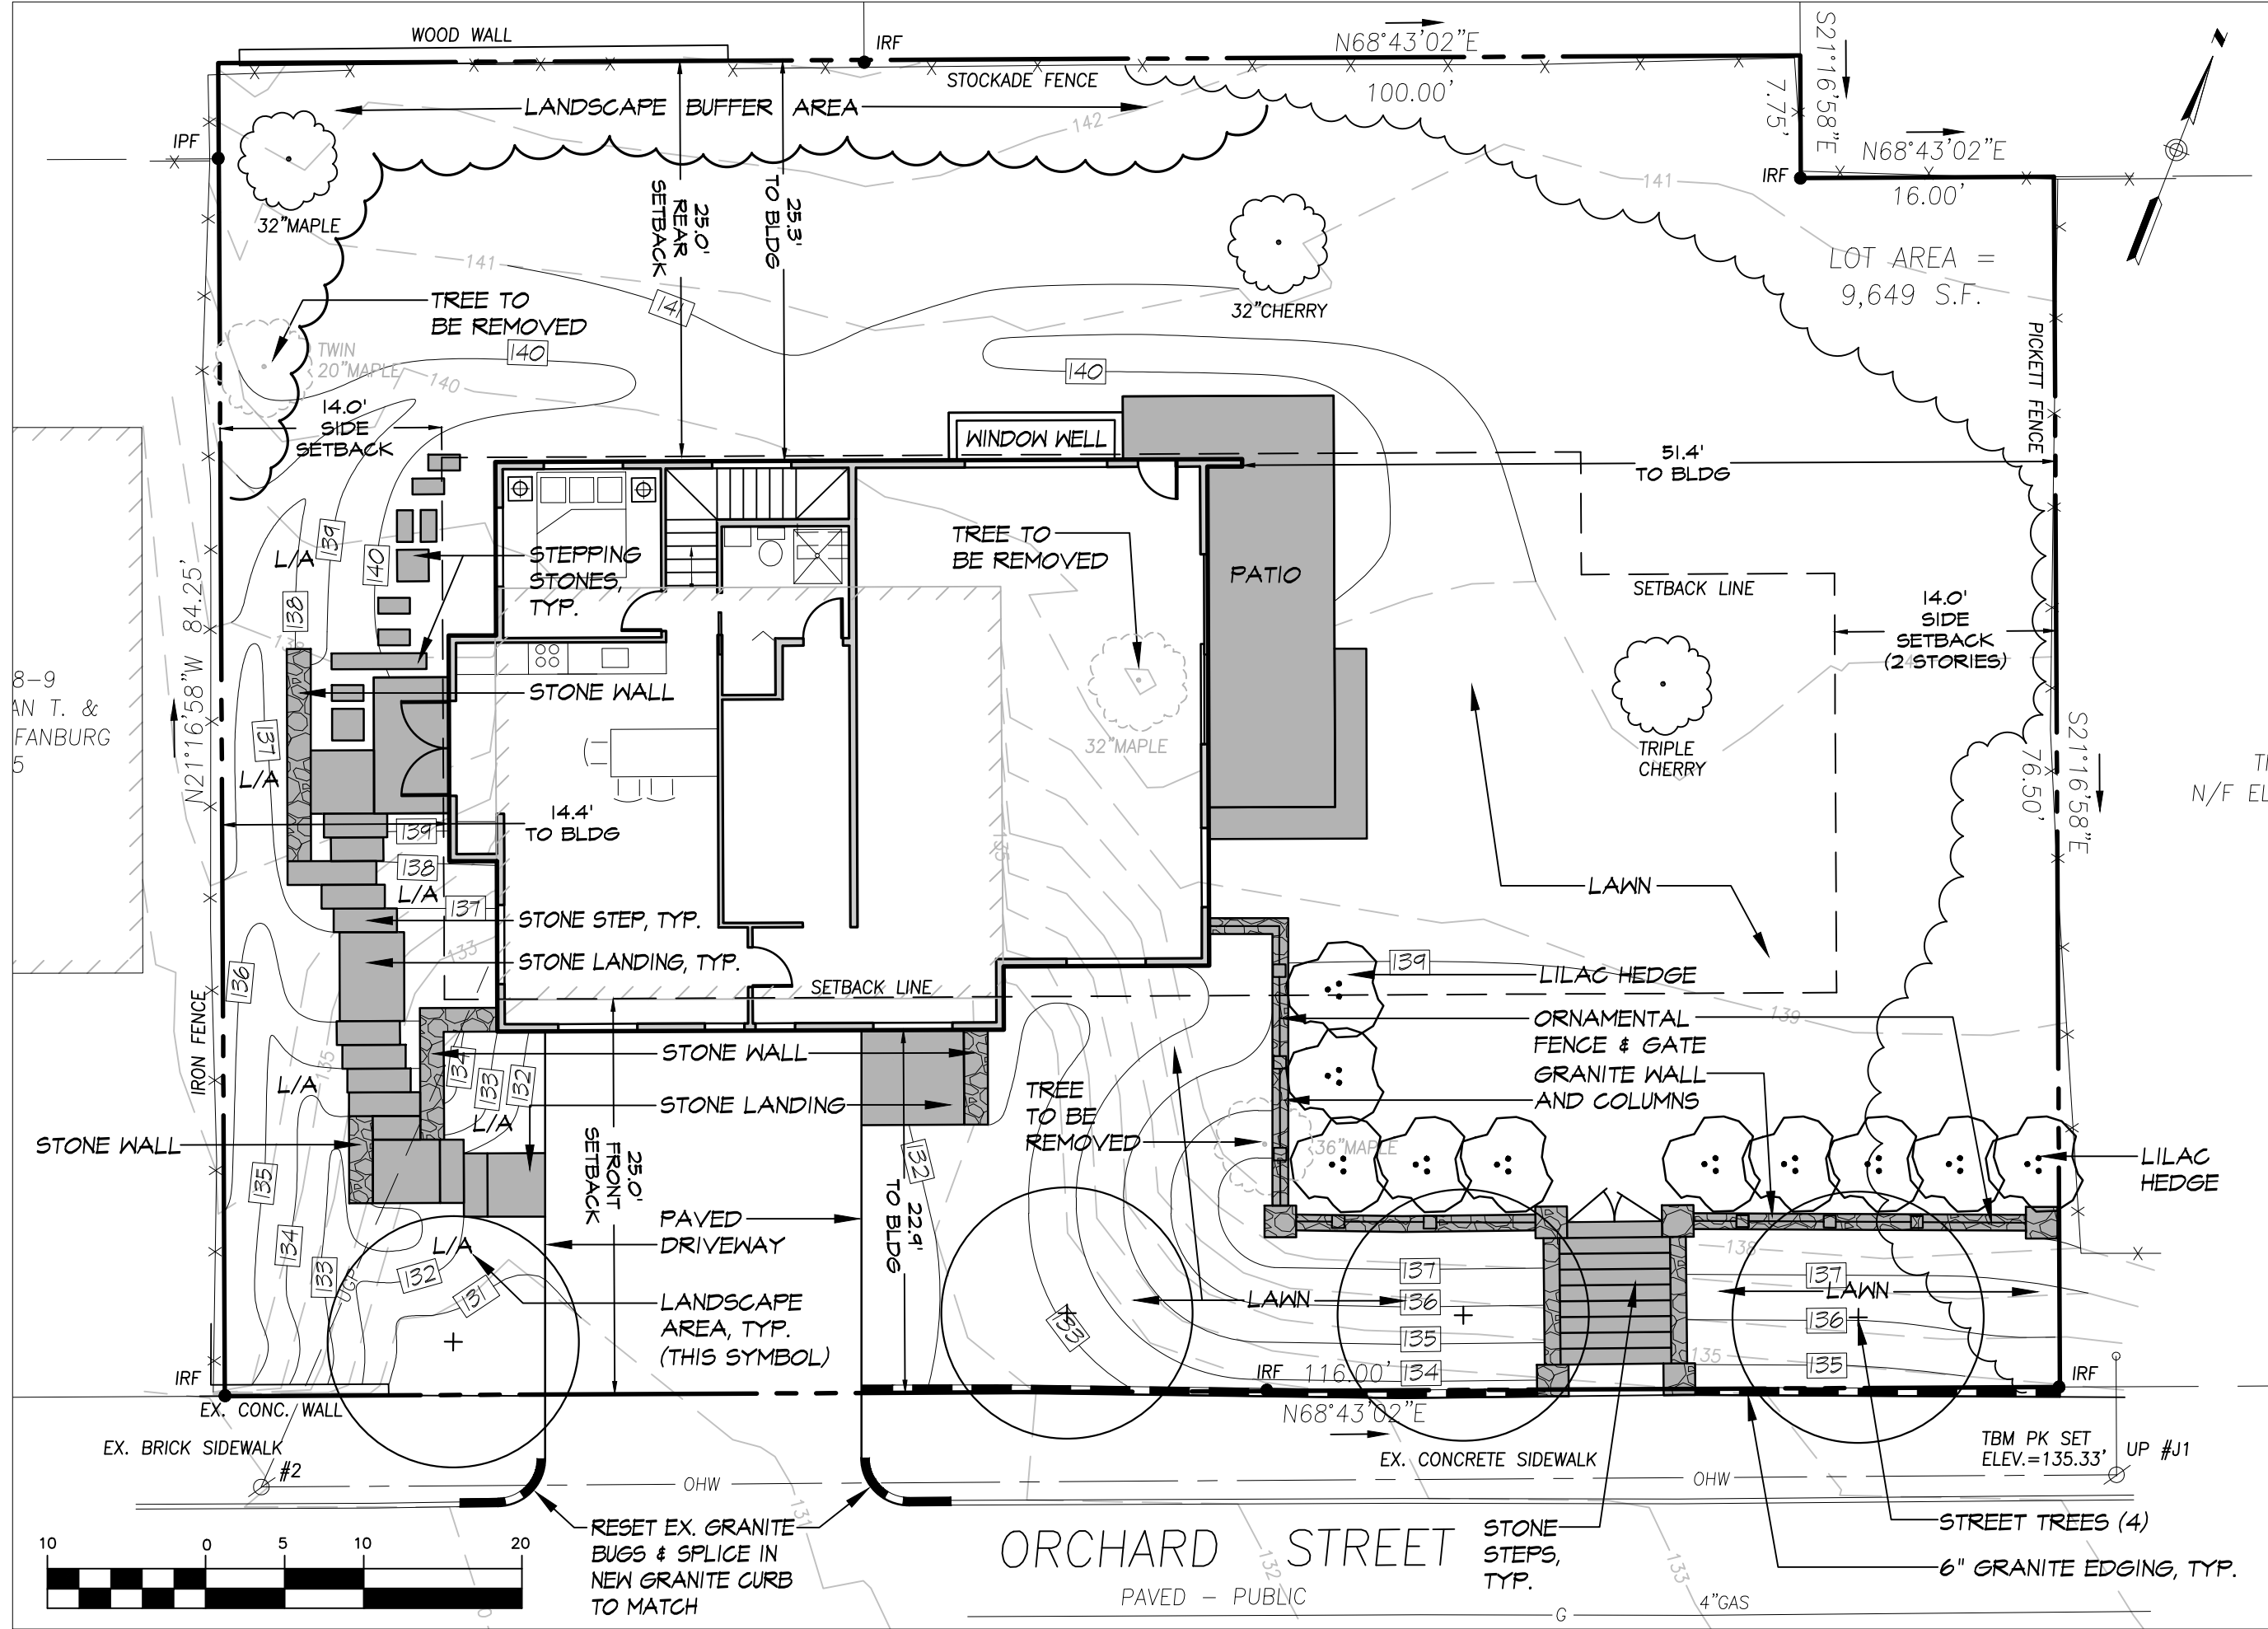 WOOD WALL
IRF
STOCKADE FENCE
N68°43'02"E
100.00'
S21°16'58"E
7.75'
N68°43'02"E
16.00'
IRF
N
LANDSCAPE BUFFER AREA
142
IPF
32"MAPLE
25.0'
REAR
SETBACK
25.3'
TO BLDG
141
141
141
32"CHERRY
LOT AREA =
9,649 S.F.
TREE TO
BE REMOVED
TWIN
20"MAPLE
140
140
140
PICKETT FENCE
14.0'
SIDE
SETBACK
WINDOW WELL
51.4'
TO BLDG
139
140
L/A
138
STEPPING
STONES,
TYP.
TREE TO
BE REMOVED
PATIO
SETBACK LINE
14.0'
SIDE
SETBACK
(2 STORIES)
N21°16'58"W 84.25'
8-9
AN T. &
FANBURG
5
STONE WALL
32"MAPLE
TRIPLE
CHERRY
137
L/A
S21°16'58"E
76.50'
N/F EL
14.4'
TO BLDG
139
138
L/A
137
135
LAWN
STONE STEP, TYP.
133
STONE LANDING, TYP.
SETBACK LINE
136
139
LILAC HEDGE
139
IRON FENCE
ORNAMENTAL
FENCE & GATE
GRANITE WALL
AND COLUMNS
135
134
133
132
STONE WALL
L/A
L/A
STONE LANDING
TREE
TO BE
REMOVED
36"MAPLE
STONE WALL
25.0'
FRONT
SETBACK
22.9'
TO BLDG
132
LILAC
HEDGE
135
134
133
UGP
132
131
L/A
PAVED
DRIVEWAY
LANDSCAPE
AREA, TYP.
(THIS SYMBOL)
133
LAWN
137
136
135
134
138
137
LAWN
136
135
135
IRF
EX. CONC. WALL
IRF
116.00'
IRF
N68°43'02"E
EX. BRICK SIDEWALK
#2
OHW
EX. CONCRETE SIDEWALK
OHW
TBM PK SET
ELEV.=135.33'
UP #J1
131
132
133
10 0 5 10 20
RESET EX. GRANITE
BUGS & SPLICE IN
NEW GRANITE CURB
TO MATCH
ORCHARD STREET
PAVED - PUBLIC
STONE
STEPS,
TYP.
STREET TREES (4)
6" GRANITE EDGING, TYP.
G
4"GAS